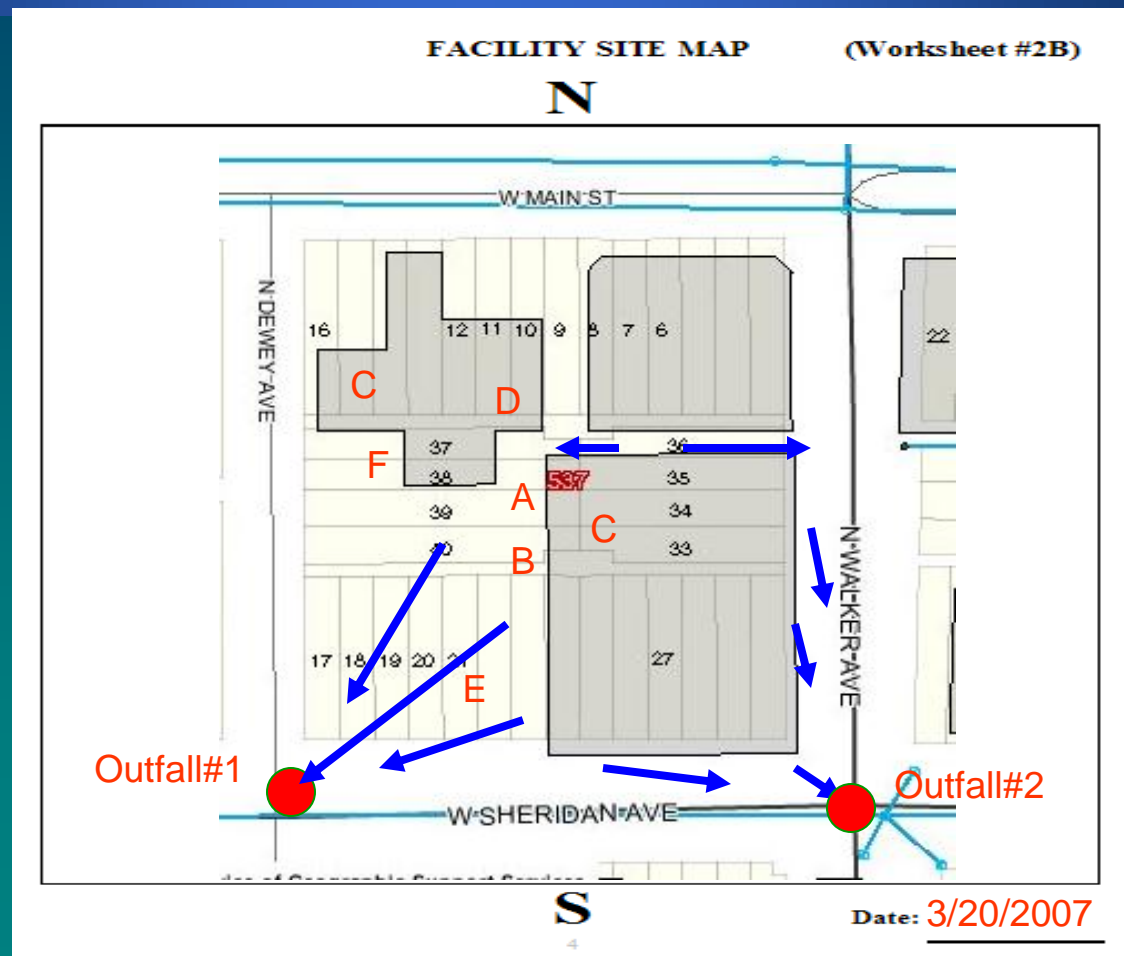 FACILITY SITE MAP (Worksheet #2B)
N
W MAIN ST
N DEWEY AVE
16 12 11 10 9 8 7 6
22
C
D
37 36
F
38 537 35
A
39 34
C
40 33
B
N WALKER AVE
17 18 19 20 21 27
E
Outfall#1
Outfall#2
W SHERIDAN AVE
S
Date: 3/20/2007
4